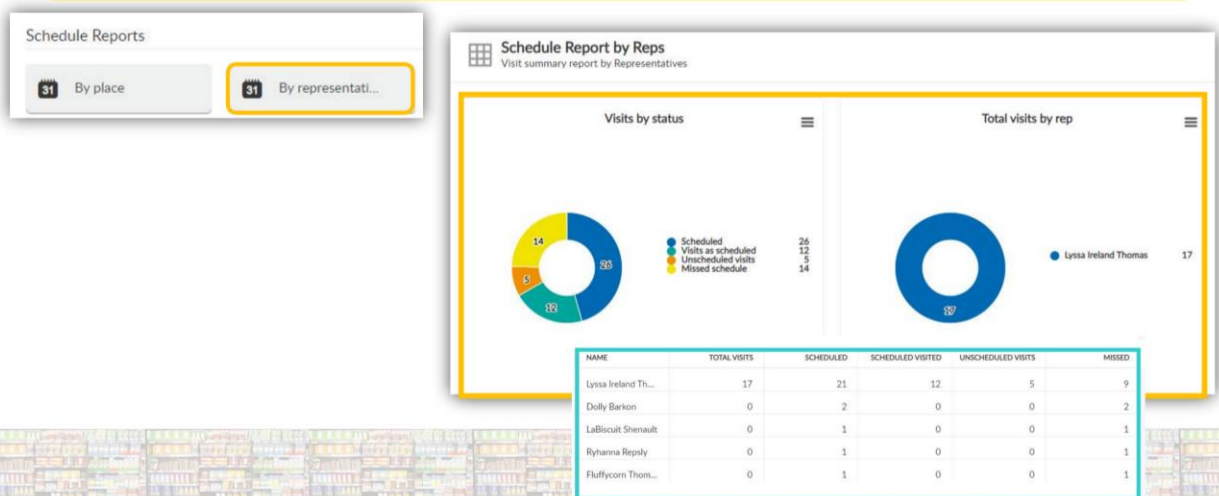 Schedule Reports
31 By place
31 By representati...
Schedule Report by Reps
Visit summary report by Representatives
Visits by status
14
26
5
12
Scheduled 26
Visits as scheduled 12
Unscheduled visits 5
Missed schedule 14
Total visits by rep
17
Lyssa Ireland Thomas 17
NAME TOTAL VISITS SCHEDULED SCHEDULED VISITED UNSCHEDULED VISITS MISSED
Lyssa Ireland Th... 17 21 12 5 9
Dolly Barkon 0 2 0 0 2
LaBiscuit Shenault 0 1 0 0 1
Ryhanna Repsly 0 1 0 0 1
Fluffycorn Thom... 0 1 0 0 1